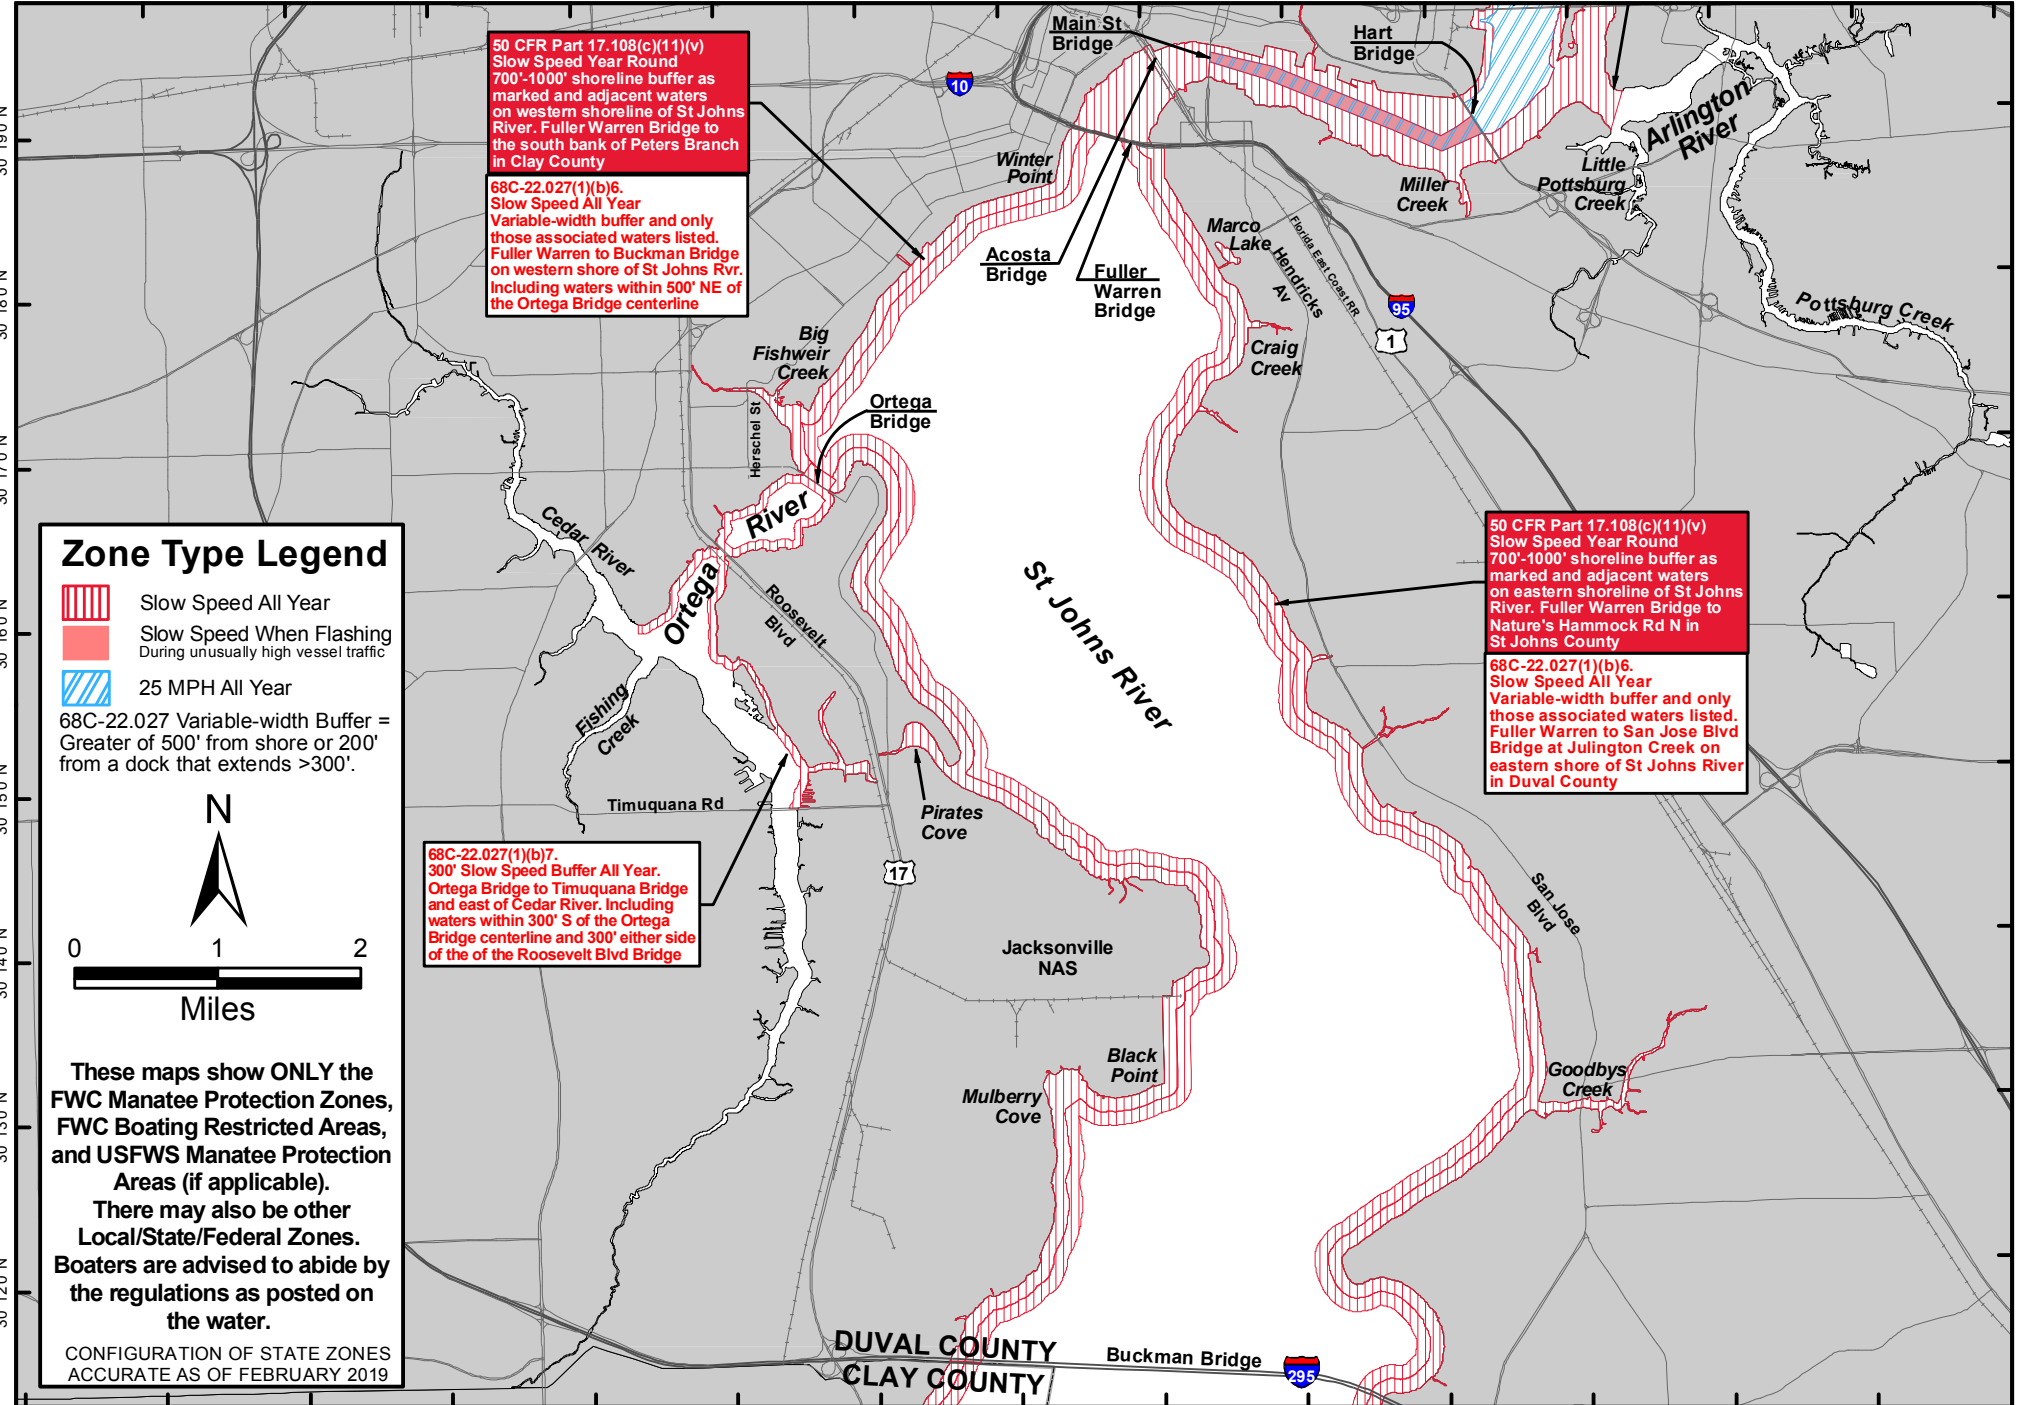 Main St
Bridge
Hart
Bridge
50 CFR Part 17.108(c)(11)(v)
Slow Speed Year Round
700'-1000' shoreline buffer as
marked and adjacent waters
on western shoreline of St Johns
River. Fuller Warren Bridge to
the south bank of Peters Branch
in Clay County
68C-22.027(1)(b)6.
Slow Speed All Year
Variable-width buffer and only
those associated waters listed.
Fuller Warren to Buckman Bridge
on western shore of St Johns Rvr.
Including waters within 500' NE of
the Ortega Bridge centerline
10
Arlington
River
Winter
Point
Little
Pottsburg
Creek
Miller
Creek
Marco
Lake
Hendricks
Av
Florida East Coast RR
Acosta
Bridge
Fuller
Warren
Bridge
95
1
Pottsburg Creek
Big
Fishweir
Creek
Craig
Creek
Ortega
Bridge
Herschel St
River
Ortega
Cedar River
Roosevelt
Blvd
St Johns River
50 CFR Part 17.108(c)(11)(v)
Slow Speed Year Round
700'-1000' shoreline buffer as
marked and adjacent waters
on eastern shoreline of St Johns
River. Fuller Warren Bridge to
Nature's Hammock Rd N in
St Johns County
68C-22.027(1)(b)6.
Slow Speed All Year
Variable-width buffer and only
those associated waters listed.
Fuller Warren to San Jose Blvd
Bridge at Julington Creek on
eastern shore of St Johns River
in Duval County
Fishing
Creek
Timuquana Rd
Pirates
Cove
68C-22.027(1)(b)7.
300' Slow Speed Buffer All Year.
Ortega Bridge to Timuquana Bridge
and east of Cedar River. Including
waters within 300' S of the Ortega
Bridge centerline and 300' either side
of the of the Roosevelt Blvd Bridge
17
San Jose
Blvd
Jacksonville
NAS
Black
Point
Mulberry
Cove
Goodbys
Creek
DUVAL COUNTY
CLAY COUNTY
Buckman Bridge
295
Zone Type Legend
Slow Speed All Year
Slow Speed When Flashing
During unusually high vessel traffic
25 MPH All Year
68C-22.027 Variable-width Buffer =
Greater of 500' from shore or 200'
from a dock that extends >300'.
N
0 1 2
Miles
These maps show ONLY the
FWC Manatee Protection Zones,
FWC Boating Restricted Areas,
and USFWS Manatee Protection
Areas (if applicable).
There may also be other
Local/State/Federal Zones.
Boaters are advised to abide by
the regulations as posted on
the water.
CONFIGURATION OF STATE ZONES
ACCURATE AS OF FEBRUARY 2019